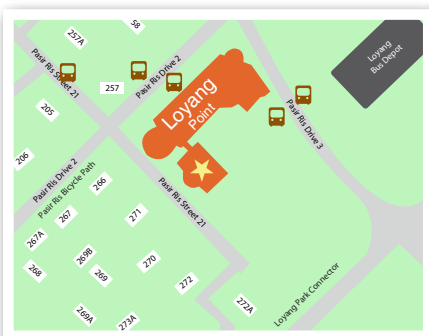 58
257A
Pasir Ris Street 21
Pasir Ris Drive 2
257
Loyang
Bus Depot
Loyang
Point
205
Pasir Ris Drive 3
206
Pasir Ris Drive 2
Pasir Ris Bicycle Path
266
Pasir Ris Street 21
267
271
267A
269B
270
268
269
272
272A
Loyang Park Connector
269A
273A